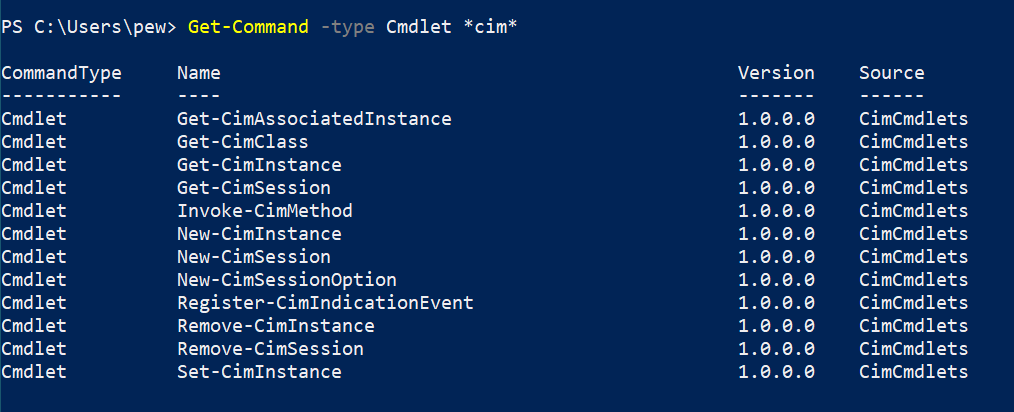 PS C:\Users\pew> Get-Command -type Cmdlet *cim*
CommandType Name Version Source
----------- ---- ------- ------
Cmdlet Get-CimAssociatedInstance 1.0.0.0 CimCmdlets
Cmdlet Get-CimClass 1.0.0.0 CimCmdlets
Cmdlet Get-CimInstance 1.0.0.0 CimCmdlets
Cmdlet Get-CimSession 1.0.0.0 CimCmdlets
Cmdlet Invoke-CimMethod 1.0.0.0 CimCmdlets
Cmdlet New-CimInstance 1.0.0.0 CimCmdlets
Cmdlet New-CimSession 1.0.0.0 CimCmdlets
Cmdlet New-CimSessionOption 1.0.0.0 CimCmdlets
Cmdlet Register-CimIndicationEvent 1.0.0.0 CimCmdlets
Cmdlet Remove-CimInstance 1.0.0.0 CimCmdlets
Cmdlet Remove-CimSession 1.0.0.0 CimCmdlets
Cmdlet Set-CimInstance 1.0.0.0 CimCmdlets